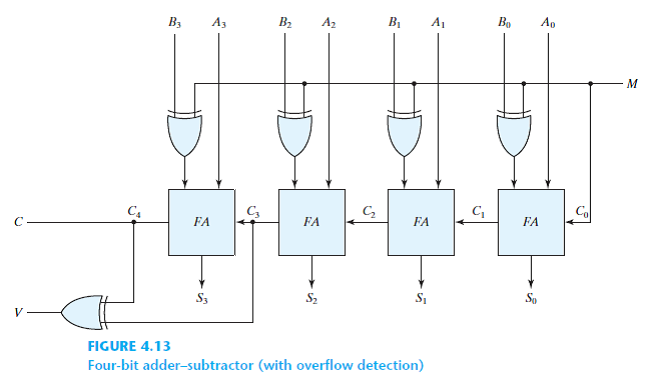 B₃ A₃ B₂ A₂ B₁ A₁ B₀ A₀
M
C C₄ FA C₃ FA C₂ FA C₁ FA C₀
S₃ S₂ S₁ S₀
V
FIGURE 4.13
Four-bit adder–subtractor (with overflow detection)